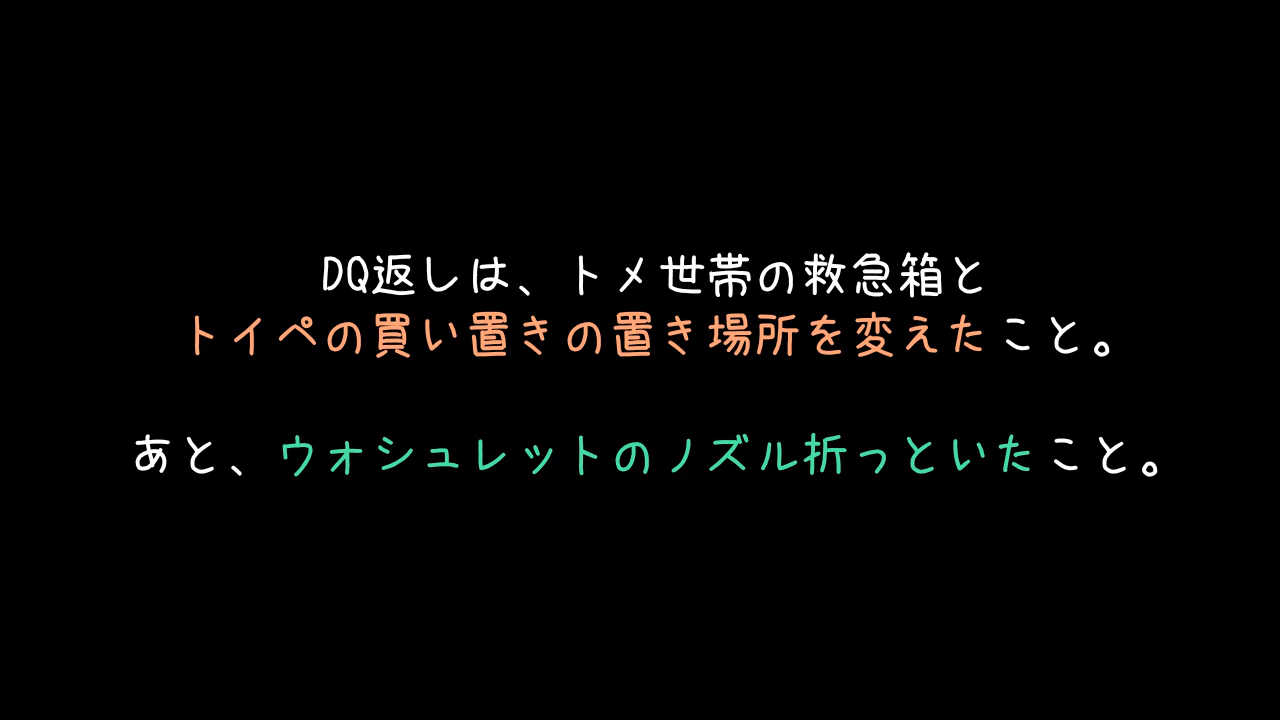 DQ返しは、トメ世帯の救急箱と
トイペの買い置きの置き場所を変えたこと。
あと、ウォシュレットのノズル折っといたこと。